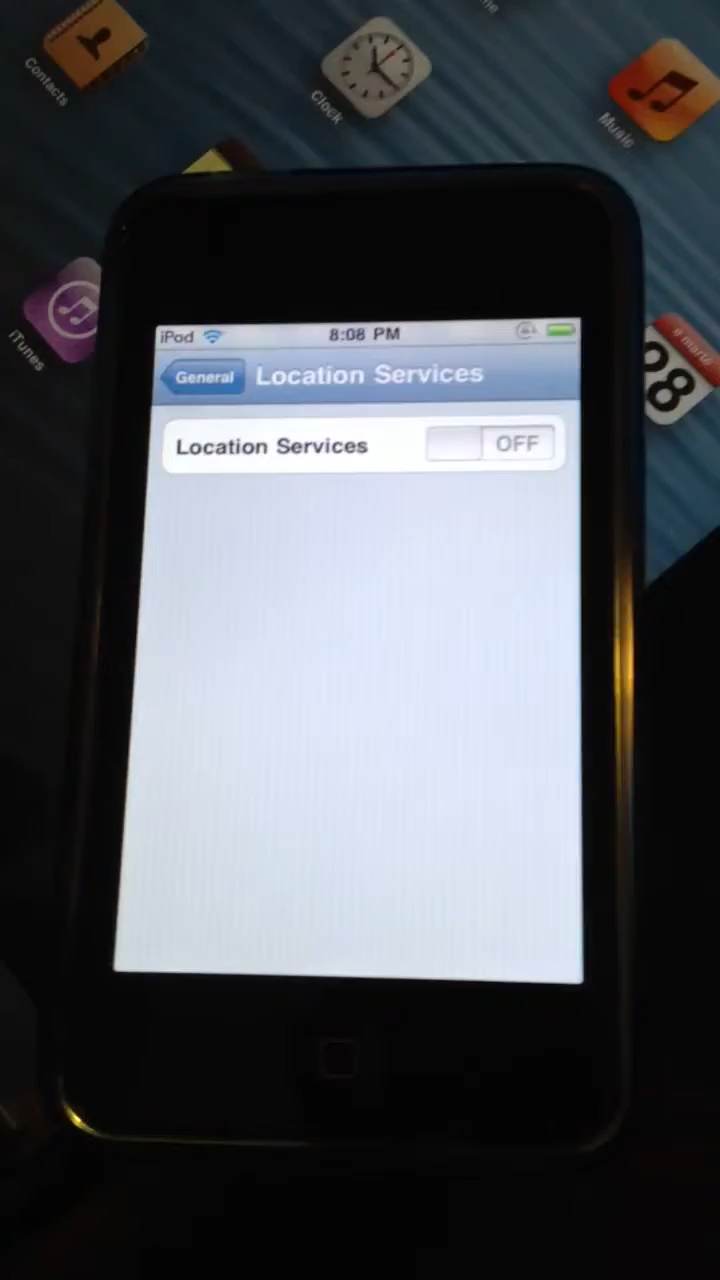 Contacts
Clock
Music
iTunes
iPod 8:08 PM
General Location Services
Location Services OFF